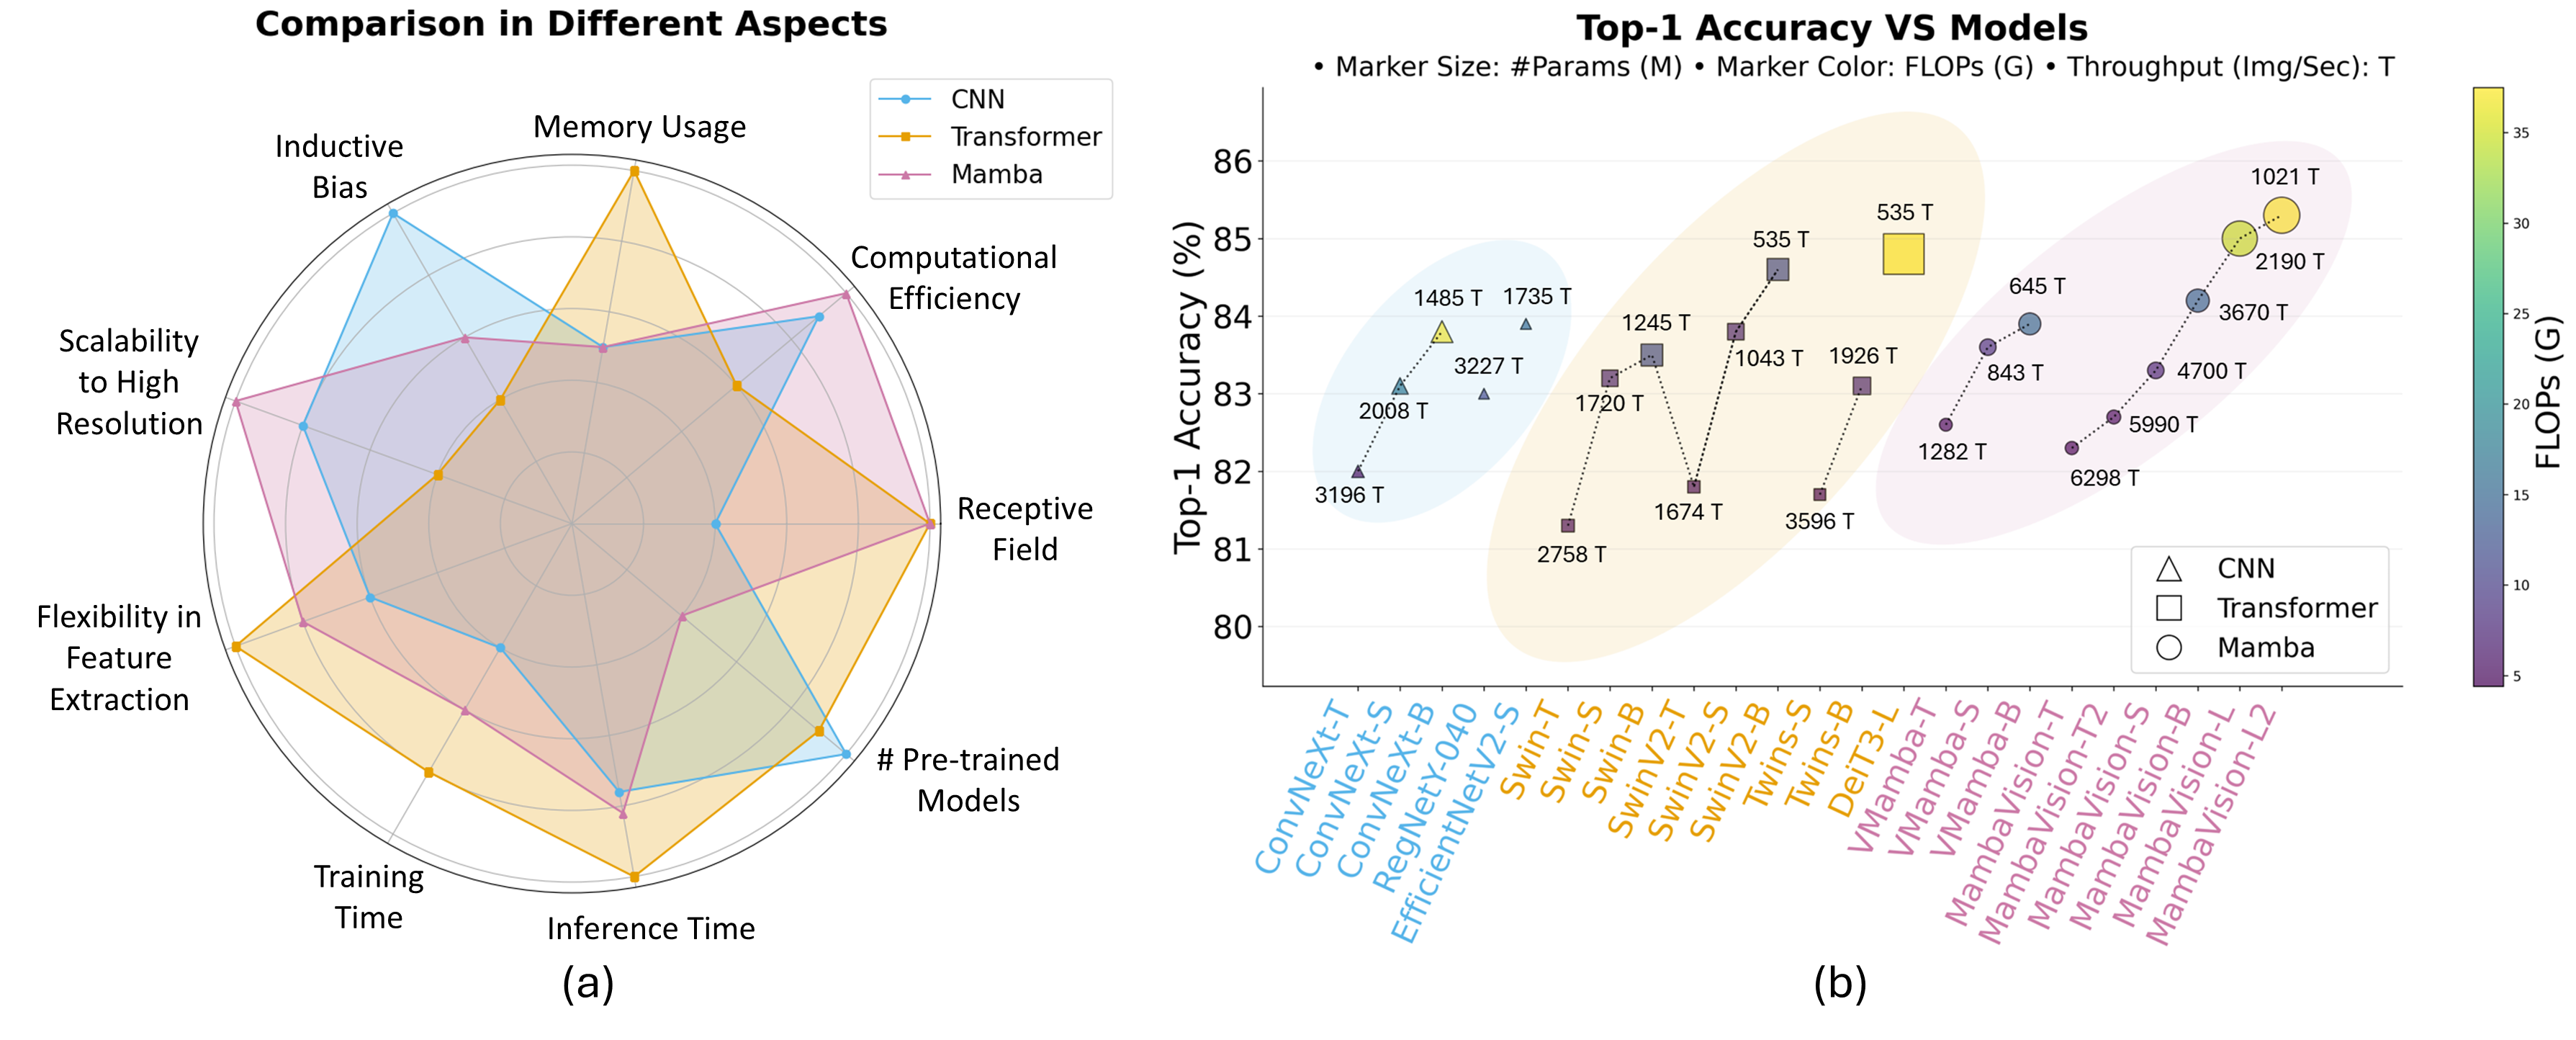 Comparison in Different Aspects
CNN
Transformer
Mamba
Memory Usage
Inductive
Bias
Computational
Efficiency
Scalability
to High
Resolution
Receptive
Field
Flexibility in
Feature
Extraction
# Pre-trained
Models
Training
Time
Inference Time
(a)
Top-1 Accuracy VS Models
• Marker Size: #Params (M) • Marker Color: FLOPs (G) • Throughput (Img/Sec): T
Top-1 Accuracy (%)
86
85
84
83
82
81
80
3196 T
2008 T
1485 T
3227 T
1735 T
2758 T
1720 T
1245 T
1674 T
1043 T
535 T
3596 T
1926 T
535 T
1282 T
843 T
645 T
6298 T
5990 T
4700 T
3670 T
2190 T
1021 T
CNN
Transformer
Mamba
ConvNeXt-T
ConvNeXt-S
ConvNeXt-B
RegNetY-040
EfficientNetV2-S
Swin-T
Swin-S
Swin-B
SwinV2-T
SwinV2-S
SwinV2-B
Twins-S
Twins-B
DeiT3-L
VMamba-T
VMamba-S
VMamba-B
MambaVision-T
MambaVision-T2
MambaVision-S
MambaVision-B
MambaVision-L
MambaVision-L2
35
30
25
20
15
10
5
FLOPs (G)
(b)